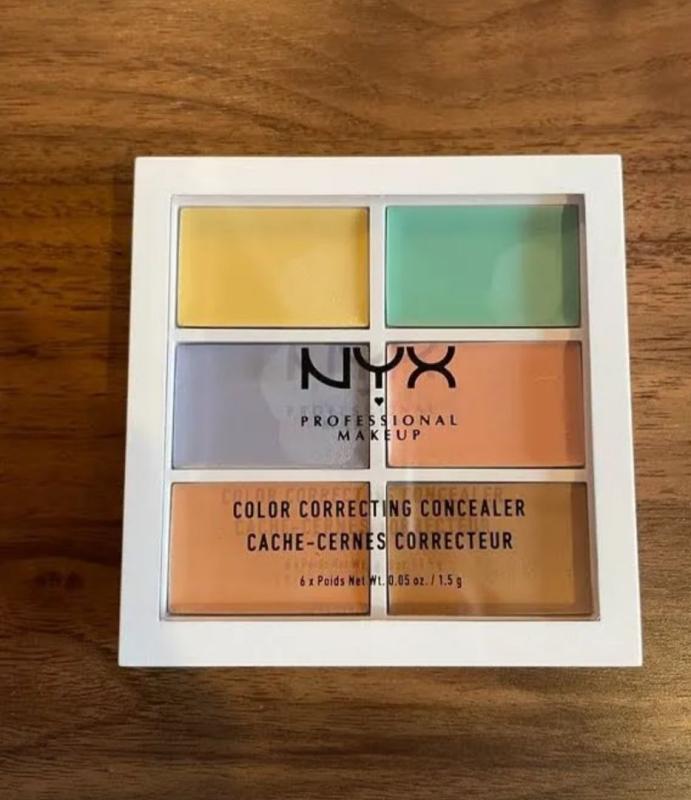 NYX
PROFESSIONAL
MAKEUP
COLOR CORRECTING CONCEALER
CACHE-CERNES CORRECTEUR
6 x Poids Net Wt. 0.05 oz. / 1.5 g